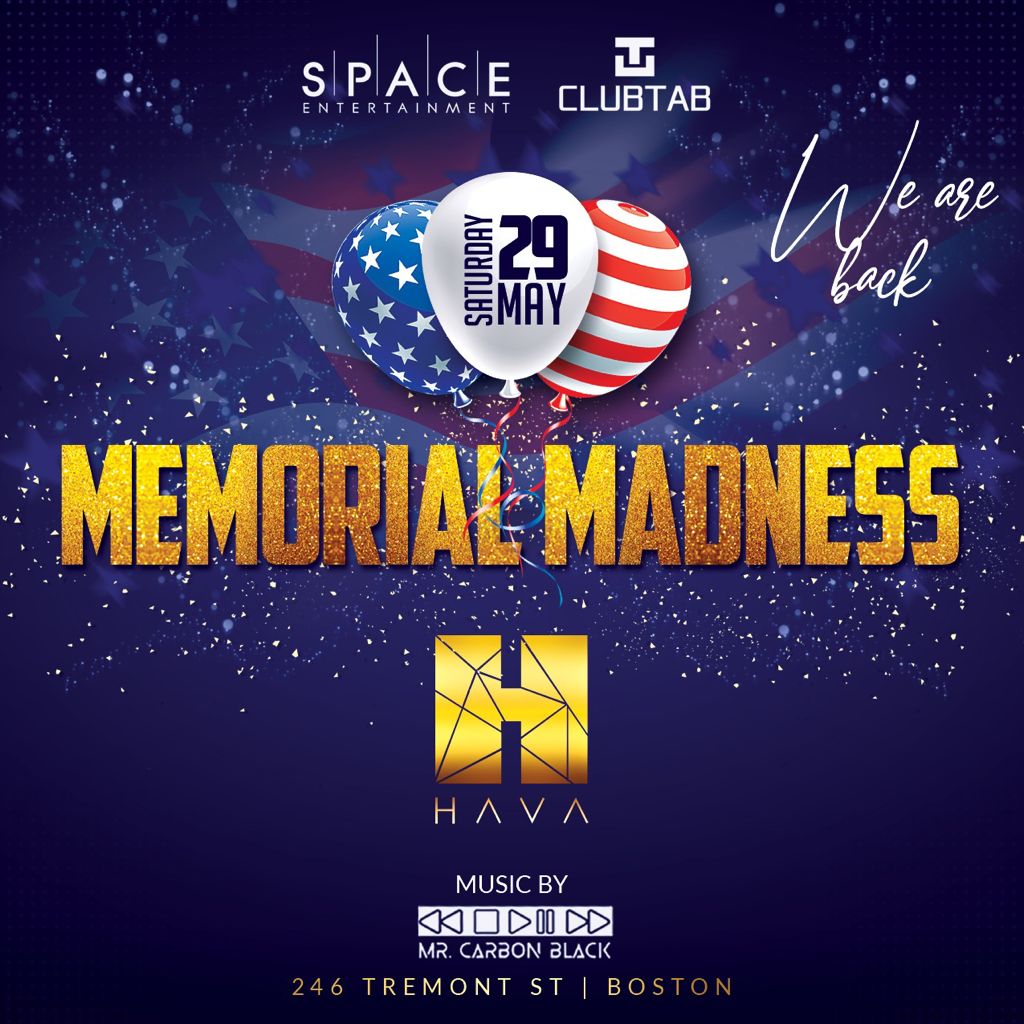 SPACE
ENTERTAINMENT
CLUBTAB
We are
back
SATURDAY
29
MAY
MEMORIAL MADNESS
H
HAVA
MUSIC BY
MR. CARBON BLACK
246 TREMONT ST | BOSTON